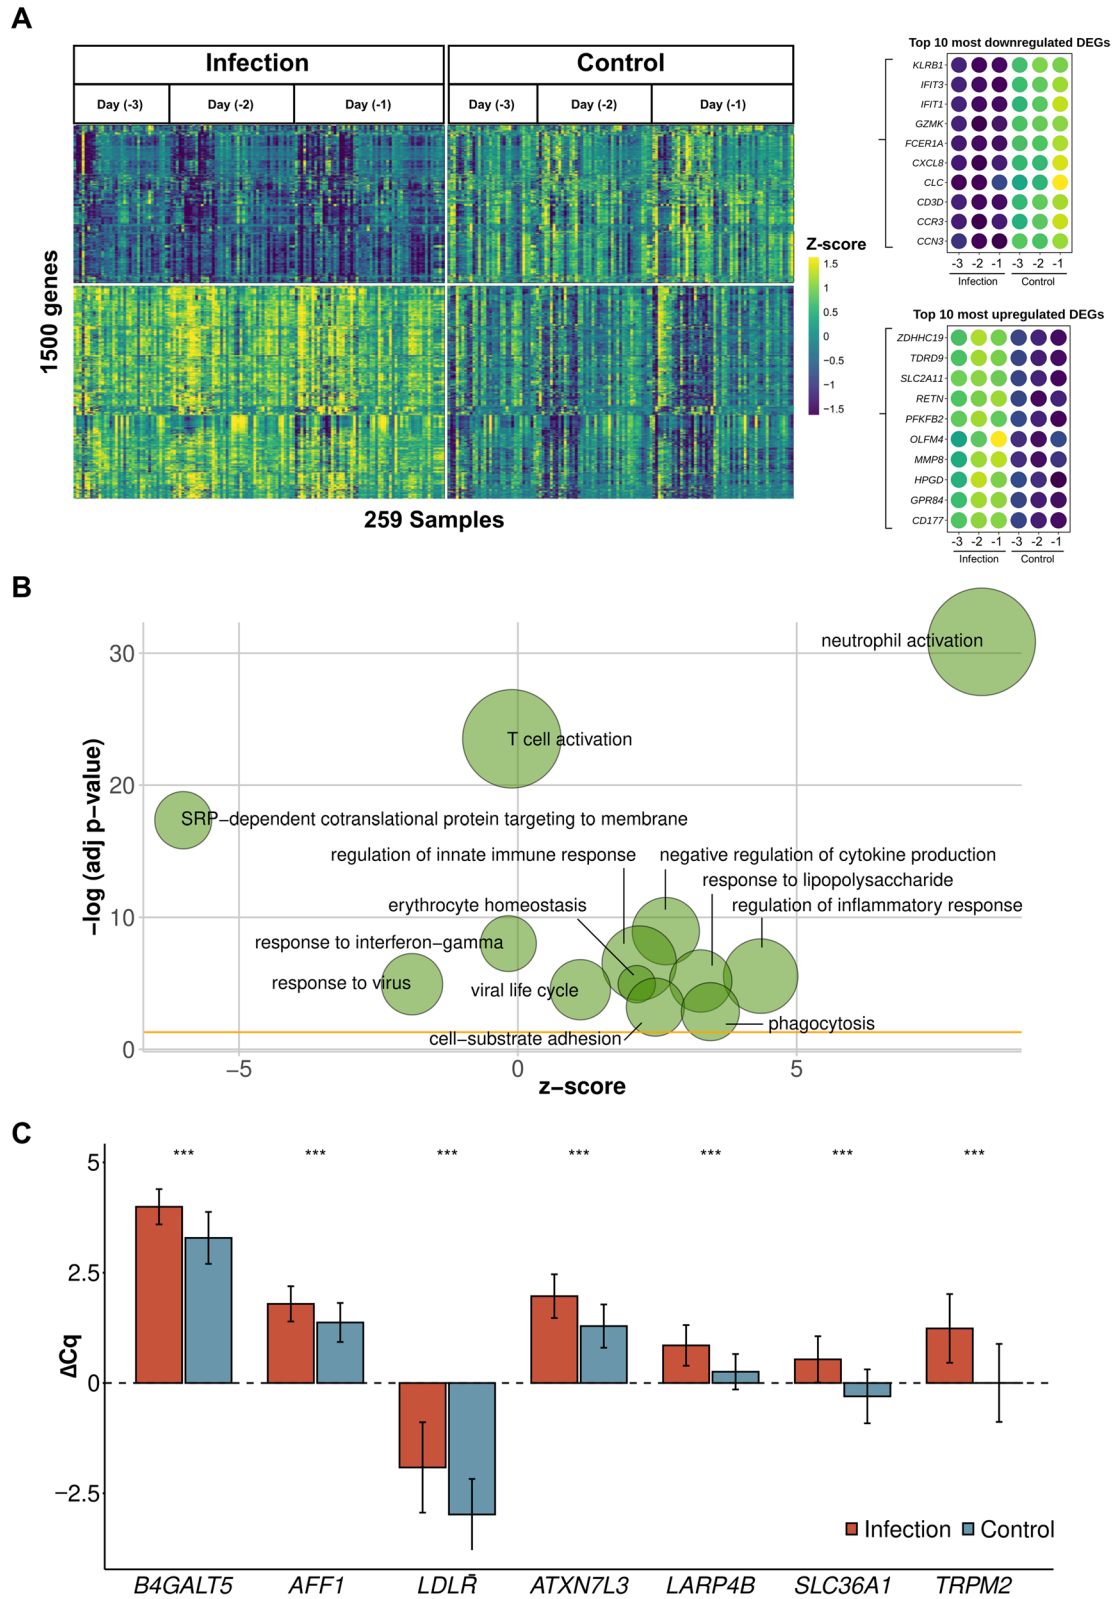 A
Infection
Control
Day (-3)
Day (-2)
Day (-1)
Day (-3)
Day (-2)
Day (-1)
1500 genes
259 Samples
Z-score
1.5
1
0.5
0
−0.5
−1
−1.5
Top 10 most downregulated DEGs
KLRB1
IFIT3
IFIT1
GZMK
FCER1A
CXCL8
CLC
CD3D
CCR3
CCN3
-3 -2 -1 -3 -2 -1
Infection Control
Top 10 most upregulated DEGs
ZDHHC19
TDRD9
SLC2A11
RETN
PFKFB2
OLFM4
MMP8
HPGD
GPR84
CD177
-3 -2 -1 -3 -2 -1
Infection Control
B
−log (adj p−value)
30
20
10
0
neutrophil activation
T cell activation
SRP−dependent cotranslational protein targeting to membrane
regulation of innate immune response
negative regulation of cytokine production
response to lipopolysaccharide
erythrocyte homeostasis
regulation of inflammatory response
response to interferon−gamma
response to virus
viral life cycle
phagocytosis
cell−substrate adhesion
−5
0
5
z−score
C
ΔCq
5
2.5
0
−2.5
***
***
***
***
***
***
***
Infection
Control
B4GALT5
AFF1
LDLR
ATXN7L3
LARP4B
SLC36A1
TRPM2